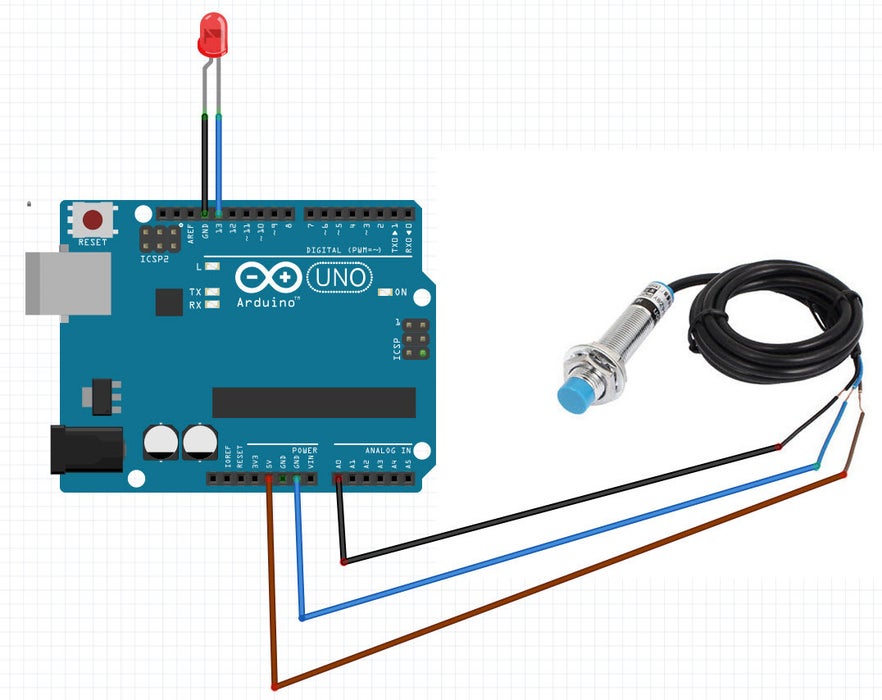 RESET
ICSP2
AREF
GND
13
12
~11
~10
~9
8
7
~6
~5
4
~3
2
TX0▶1
RX0◀0
DIGITAL (PWM=~)
L
TX
RX
UNO
Arduino™
ON
1
ICSP
POWER
ANALOG IN
IOREF
RESET
3V3
5V
GND
GND
VIN
A0
A1
A2
A3
A4
A5